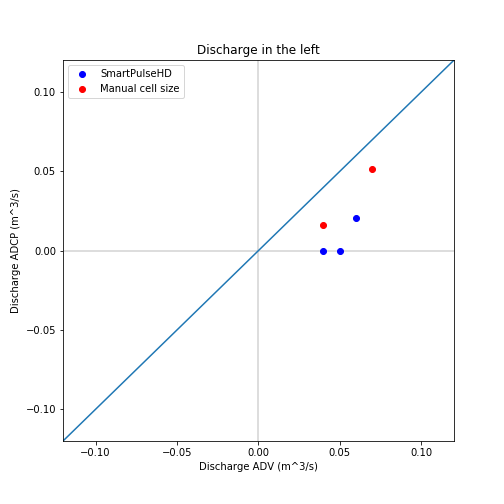 Discharge in the left
SmartPulseHD
Manual cell size
0.10
0.05
0.00
−0.05
−0.10
Discharge ADCP (m^3/s)
−0.10 −0.05 0.00 0.05 0.10
Discharge ADV (m^3/s)